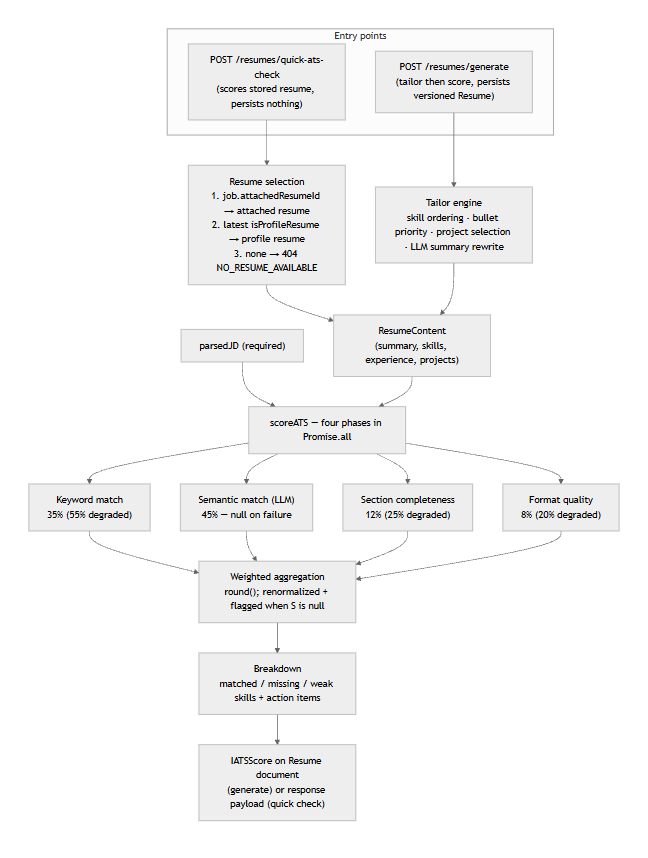 Entry points
POST /resumes/quick-ats-
check
(scores stored resume,
persists nothing)
POST /resumes/generate
(tailor then score, persists
versioned Resume)
Resume selection
1. job.attachedResumeId
→ attached resume
2. latest isProfileResume
→ profile resume
3. none → 404
NO_RESUME_AVAILABLE
Tailor engine
skill ordering · bullet
priority · project selection
· LLM summary rewrite
parsedJD (required)
ResumeContent
(summary, skills,
experience, projects)
scoreATS — four phases in
Promise.all
Keyword match
35% (55% degraded)
Semantic match (LLM)
45% — null on failure
Section completeness
12% (25% degraded)
Format quality
8% (20% degraded)
Weighted aggregation
round(); renormalized +
flagged when S is null
Breakdown
matched / missing / weak
skills + action items
IATSScore on Resume
document
(generate) or response
payload (quick check)